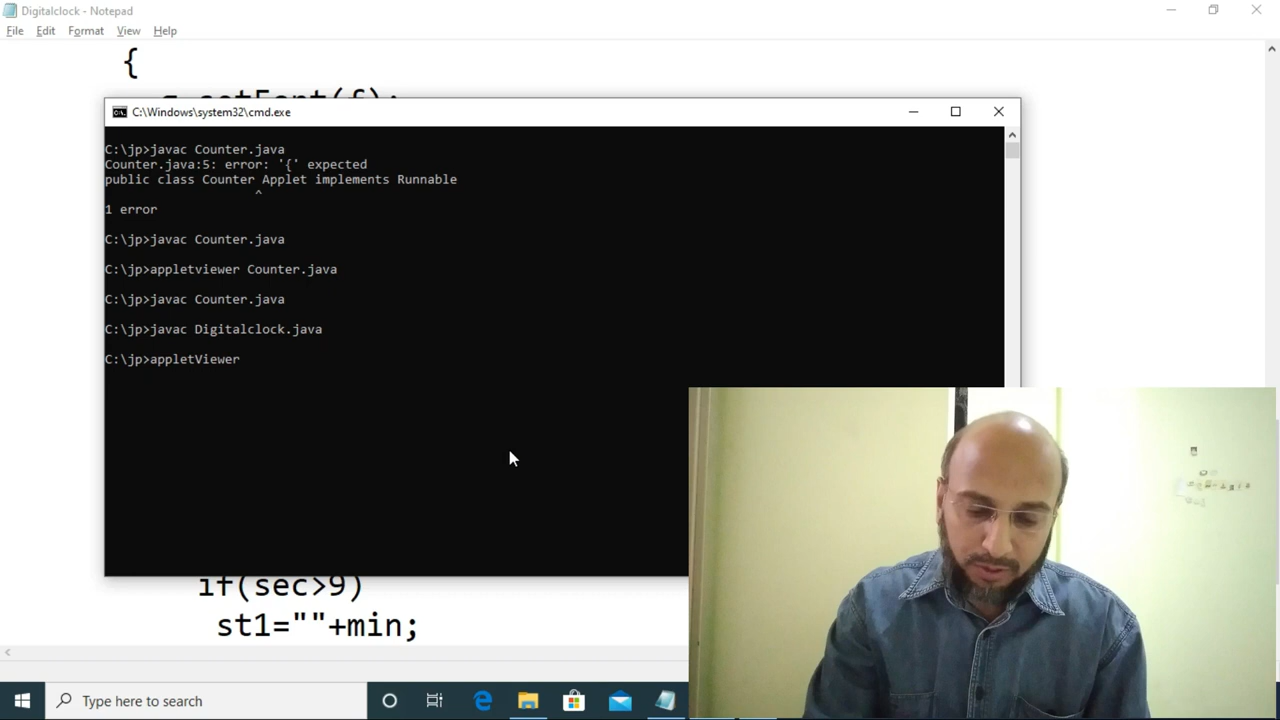 Digitalclock - Notepad
File Edit Format View Help
{
g.setFont(f);
C:\Windows\system32\cmd.exe
C:\jp>javac Counter.java
Counter.java:5: error: '{' expected
public class Counter Applet implements Runnable
^
1 error
C:\jp>javac Counter.java
C:\jp>appletviewer Counter.java
C:\jp>javac Counter.java
C:\jp>javac Digitalclock.java
C:\jp>appletViewer
if(sec>9)
st1=""+min;
Type here to search